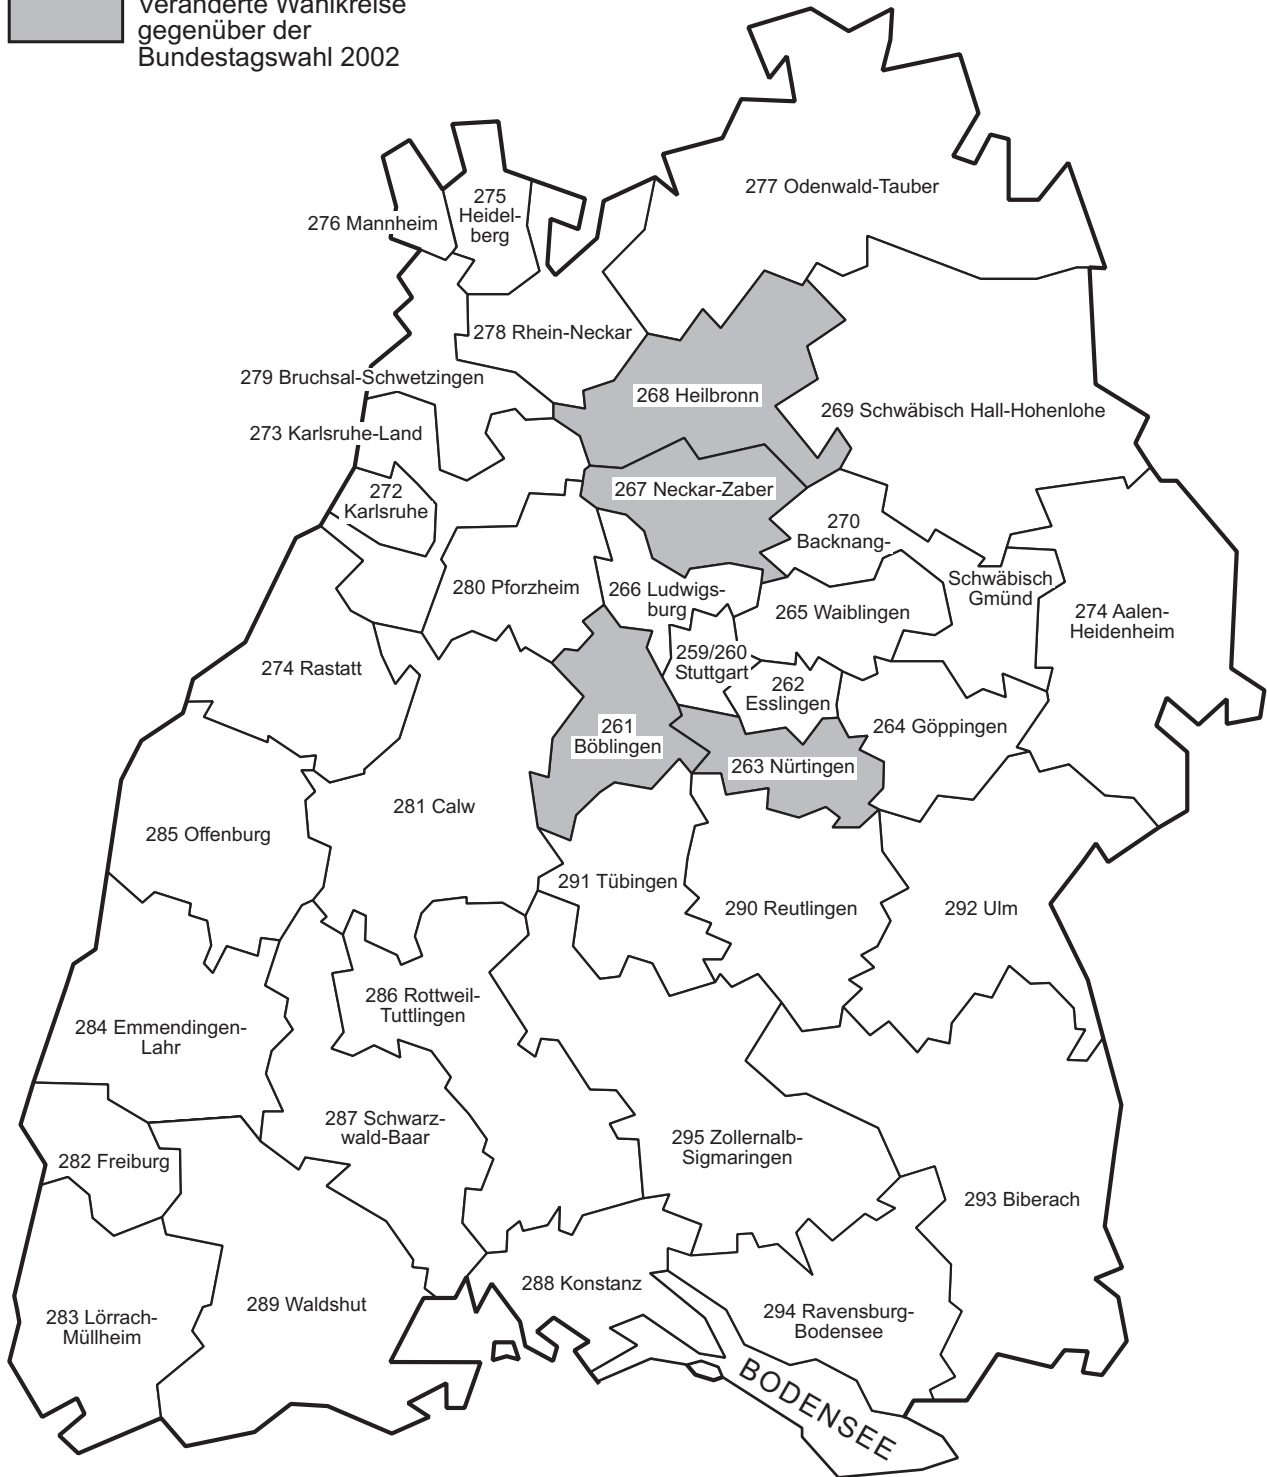 Veränderte Wahlkreise
gegenüber der
Bundestagswahl 2002
277 Odenwald-Tauber
275
Heidel-
berg
276 Mannheim
278 Rhein-Neckar
279 Bruchsal-Schwetzingen
268 Heilbronn
269 Schwäbisch Hall-Hohenlohe
273 Karlsruhe-Land
272
Karlsruhe
267 Neckar-Zaber
270
Backnang-
Schwäbisch
Gmünd
280 Pforzheim
266 Ludwigs-
burg
265 Waiblingen
274 Aalen-
Heidenheim
274 Rastatt
259/260
Stuttgart
262
Esslingen
261
Böblingen
264 Göppingen
263 Nürtingen
281 Calw
285 Offenburg
291 Tübingen
290 Reutlingen
292 Ulm
286 Rottweil-
Tuttlingen
284 Emmendingen-
Lahr
287 Schwarz-
wald-Baar
295 Zollernalb-
Sigmaringen
282 Freiburg
293 Biberach
288 Konstanz
289 Waldshut
283 Lörrach-
Müllheim
294 Ravensburg-
Bodensee
BODENSEE